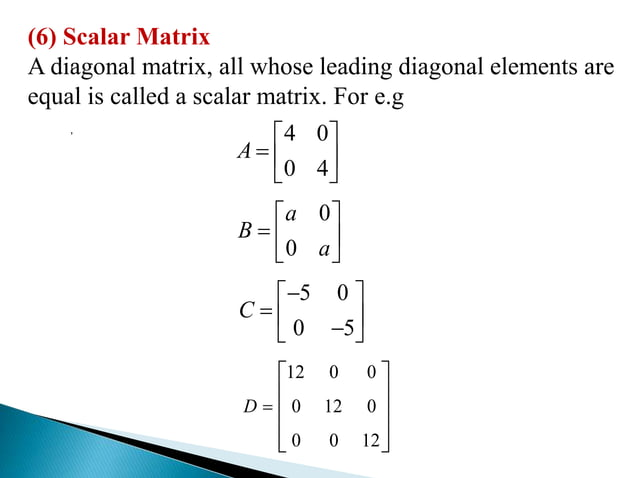 (6) Scalar Matrix
A diagonal matrix, all whose leading diagonal elements are
equal is called a scalar matrix. For e.g
A = [4 0
0 4]
B = [a 0
0 a]
C = [−5 0
0 −5]
D = [12 0 0
0 12 0
0 0 12]